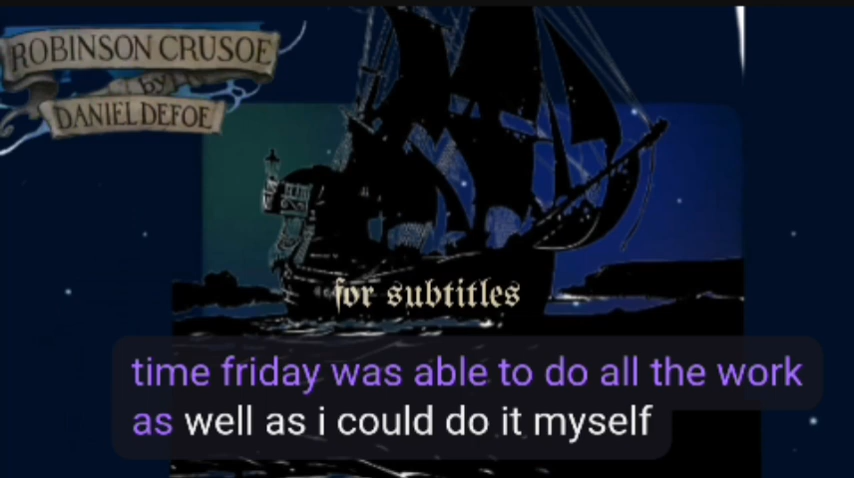 ROBINSON CRUSOE
by
DANIEL DEFOE
for subtitles
time friday was able to do all the work
as well as i could do it myself